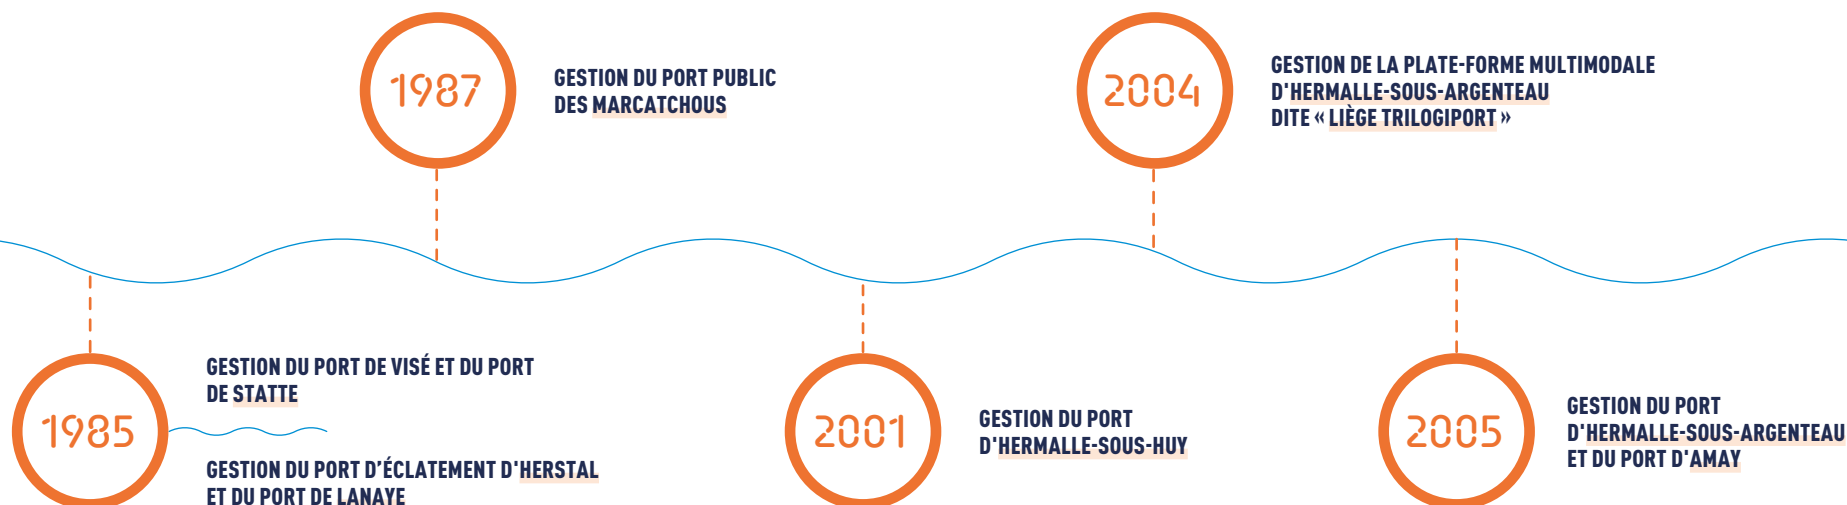 1987
GESTION DU PORT PUBLIC
DES MARCATCHOUS
2004
GESTION DE LA PLATE-FORME MULTIMODALE
D'HERMALLE-SOUS-ARGENTEAU
DITE « LIÈGE TRILOGIPORT »
1985
GESTION DU PORT DE VISÉ ET DU PORT
DE STATTE
GESTION DU PORT D’ÉCLATEMENT D'HERSTAL
ET DU PORT DE LANAYE
2001
GESTION DU PORT
D'HERMALLE-SOUS-HUY
2005
GESTION DU PORT
D'HERMALLE-SOUS-ARGENTEAU
ET DU PORT D'AMAY